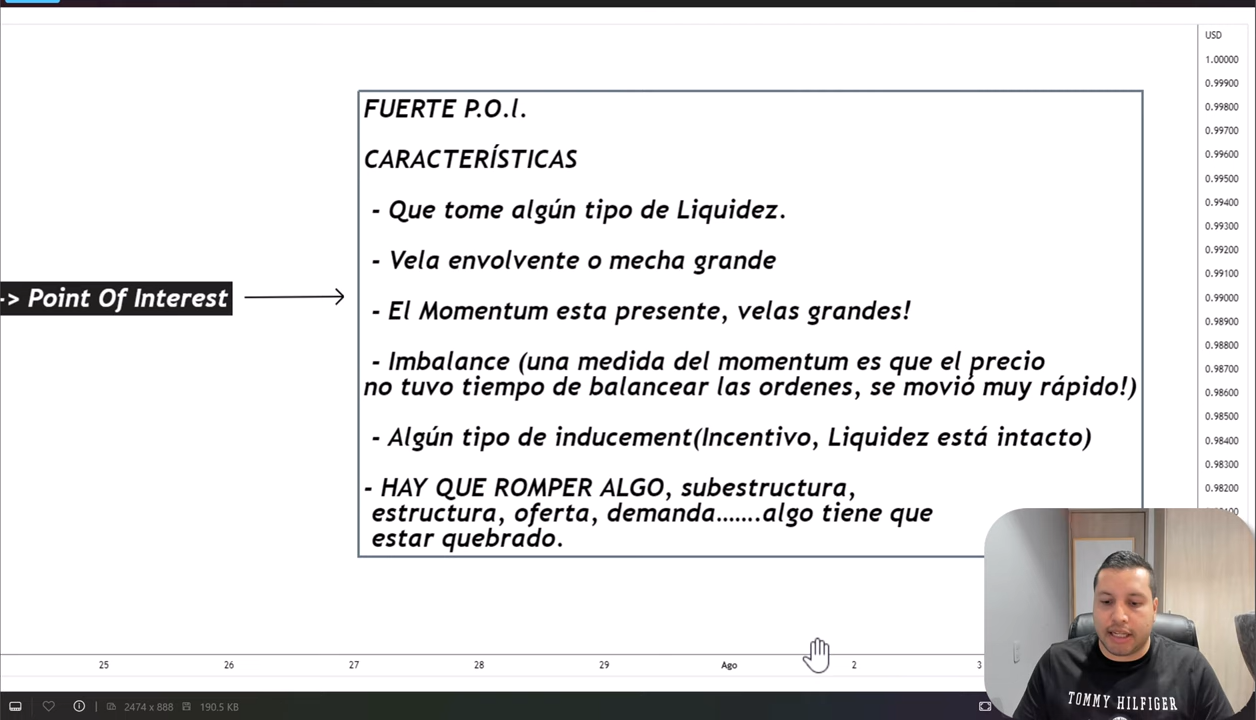 USD
1.00000
0.99900
0.99800
0.99700
0.99600
0.99500
0.99400
0.99300
0.99200
0.99100
0.99000
0.98900
0.98800
0.98700
0.98600
0.98500
0.98400
0.98300
0.98200
FUERTE P.O.I.
CARACTERÍSTICAS
- Que tome algún tipo de Liquidez.
- Vela envolvente o mecha grande
- El Momentum esta presente, velas grandes!
- Imbalance (una medida del momentum es que el precio
no tuvo tiempo de balancear las ordenes, se movió muy rápido!)
- Algún tipo de inducement(Incentivo, Liquidez está intacto)
- HAY QUE ROMPER ALGO, subestructura,
estructura, oferta, demanda.......algo tiene que
estar quebrado.
-> Point Of Interest
25 26 27 28 29 Ago 2 3
2474 x 888 190.5 KB
TOMMY HILFIGER